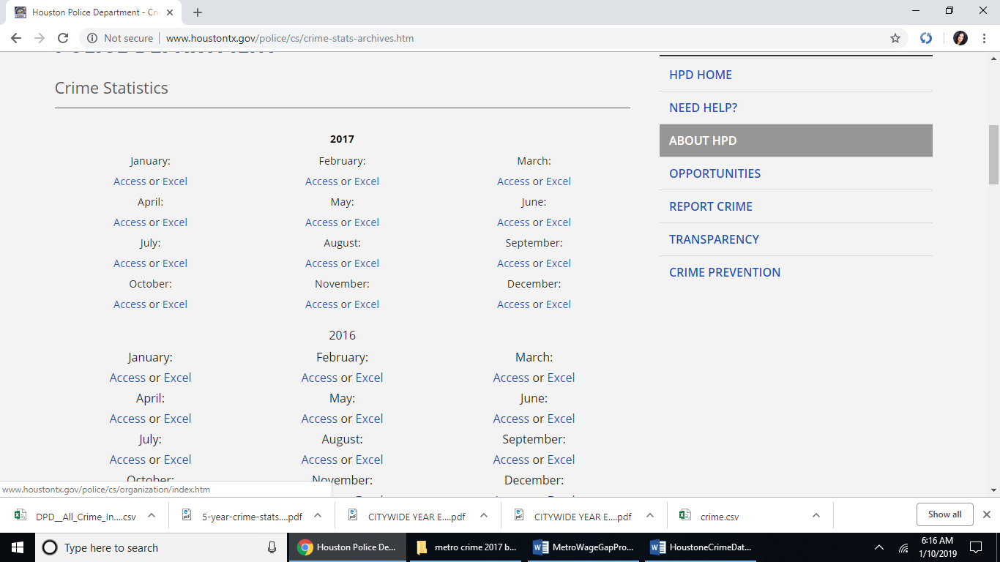 Houston Police Department - Cri
Not secure
www.houstontx.gov/police/cs/crime-stats-archives.htm
POLICE DEPARTMENT
Crime Statistics
2017
January: February: March:
Access or Excel Access or Excel Access or Excel
April: May: June:
Access or Excel Access or Excel Access or Excel
July: August: September:
Access or Excel Access or Excel Access or Excel
October: November: December:
Access or Excel Access or Excel Access or Excel
2016
January: February: March:
Access or Excel Access or Excel Access or Excel
April: May: June:
Access or Excel Access or Excel Access or Excel
July: August: September:
Access or Excel Access or Excel Access or Excel
October: November: December:
HPD HOME
NEED HELP?
ABOUT HPD
OPPORTUNITIES
REPORT CRIME
TRANSPARENCY
CRIME PREVENTION
www.houstontx.gov/police/cs/organization/index.htm
DPD__All_Crime_In....csv
5-year-crime-stats....pdf
CITYWIDE YEAR E....pdf
CITYWIDE YEAR E....pdf
crime.csv
Show all
Type here to search
Houston Police De...
metro crime 2017 b...
MetroWageGapPro...
HoustoneCrimeDat...
6:16 AM
1/10/2019